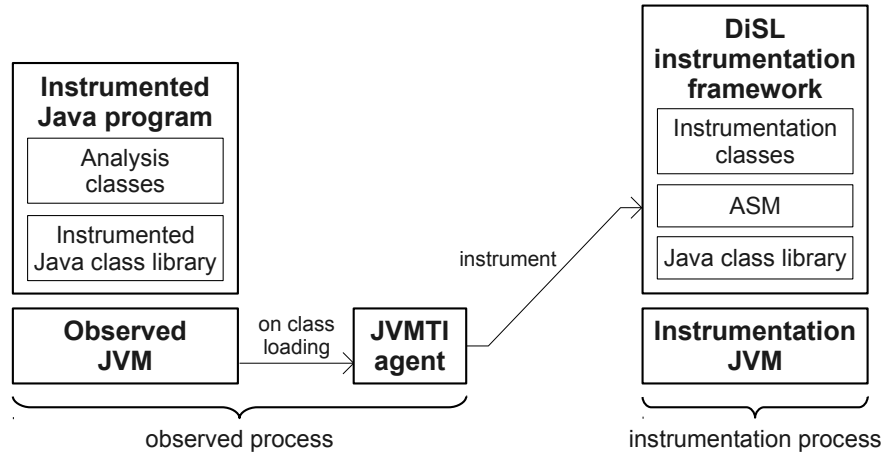 Instrumented
Java program
Analysis
classes
Instrumented
Java class library
Observed
JVM
on class
loading
JVMTI
agent
observed process
instrument
DiSL
instrumentation
framework
Instrumentation
classes
ASM
Java class library
Instrumentation
JVM
instrumentation process